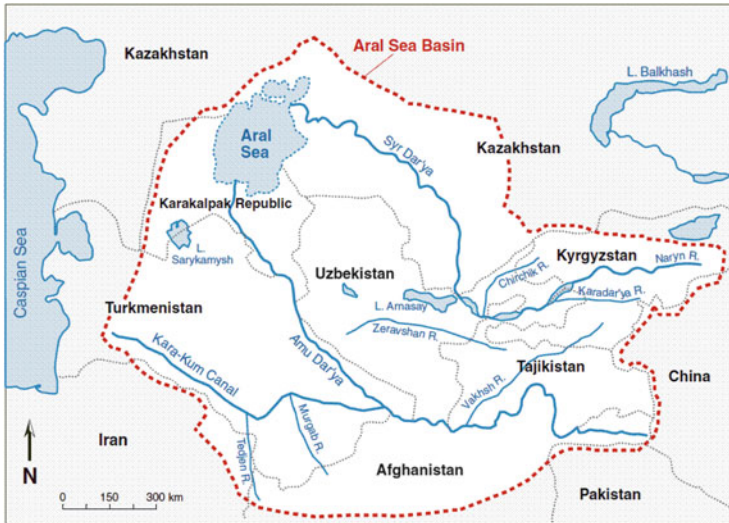 Kazakhstan
Aral Sea Basin
L. Balkhash
Aral
Sea
Syr Dar'ya
Kazakhstan
Karakalpak Republic
Caspian Sea
L.
Sarykamysh
Uzbekistan
Kyrgyzstan
Naryn R.
Chirchik R.
Karadar'ya R.
L. Arnasay
Zeravshan R.
Turkmenistan
Kara-Kum Canal
Amu Dar'ya
Tajikistan
Vakhsh R.
China
Iran
Tedjen R.
Murgab R.
Afghanistan
Pakistan
N
0 150 300 km